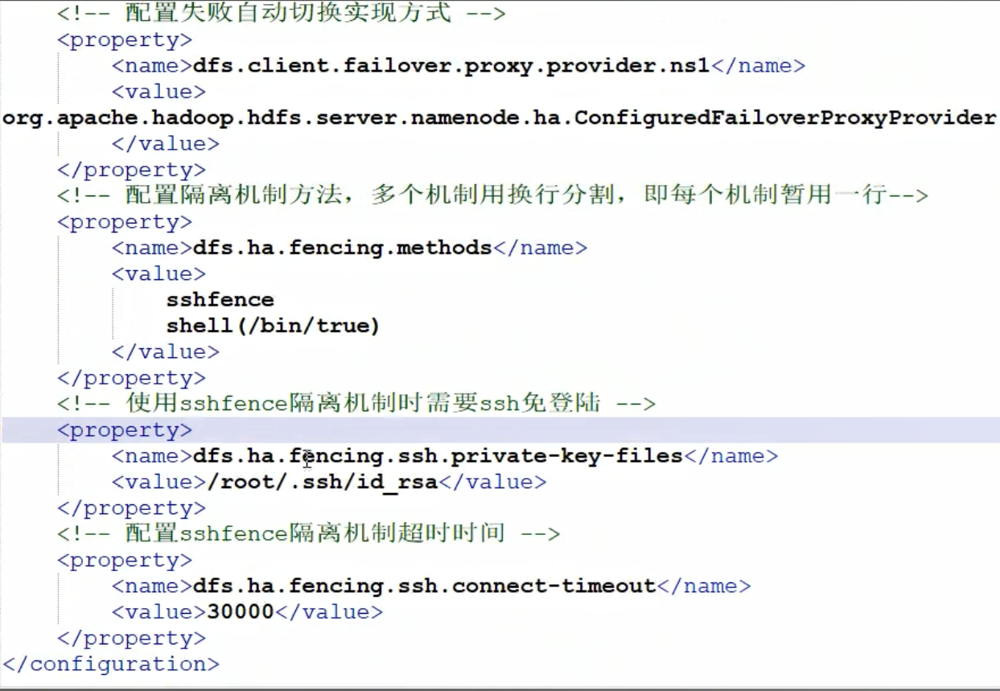 <!-- 配置失败自动切换实现方式 -->
<property>
<name>dfs.client.failover.proxy.provider.ns1</name>
<value>
org.apache.hadoop.hdfs.server.namenode.ha.ConfiguredFailoverProxyProvider
</value>
</property>
<!-- 配置隔离机制方法，多个机制用换行分割，即每个机制暂用一行-->
<property>
<name>dfs.ha.fencing.methods</name>
<value>
sshfence
shell(/bin/true)
</value>
</property>
<!-- 使用sshfence隔离机制时需要ssh免登陆 -->
<property>
<name>dfs.ha.fencing.ssh.private-key-files</name>
<value>/root/.ssh/id_rsa</value>
</property>
<!-- 配置sshfence隔离机制超时时间 -->
<property>
<name>dfs.ha.fencing.ssh.connect-timeout</name>
<value>30000</value>
</property>
</configuration>